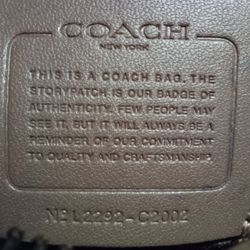 COACH
NEW YORK
THIS IS A COACH BAG. THE
STORYPATCH IS OUR BADGE OF
AUTHENTICITY. FEW PEOPLE MAY
SEE IT, BUT IT WILL ALWAYS BE A
REMINDER OF OUR COMMITMENT
TO QUALITY AND CRAFTSMANSHIP.
Nº L2292-C2002